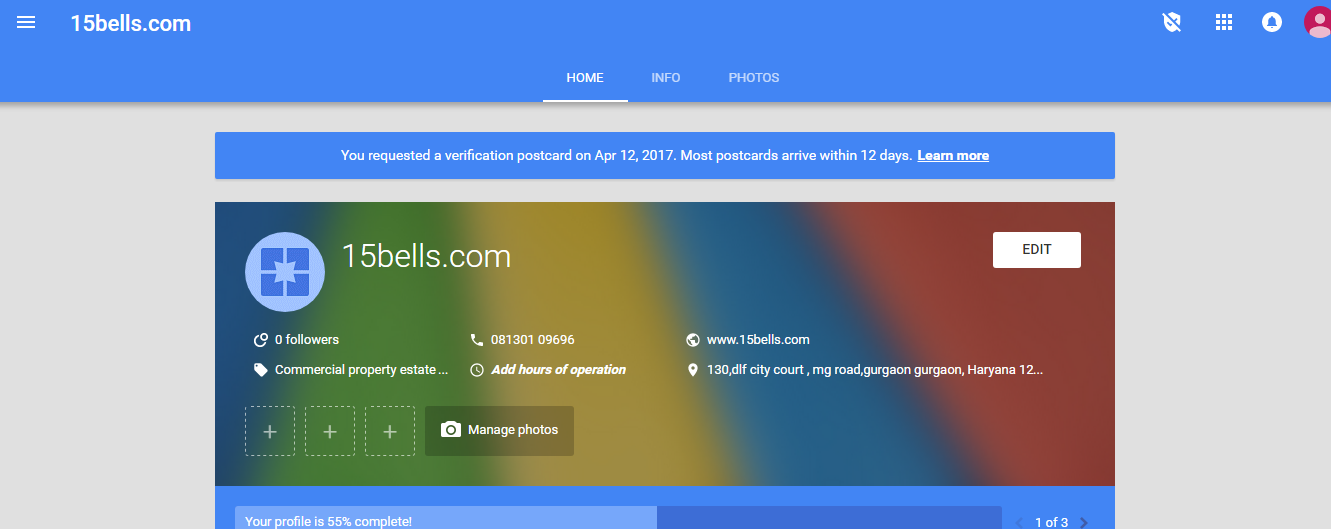 15bells.com
HOME INFO PHOTOS
You requested a verification postcard on Apr 12, 2017. Most postcards arrive within 12 days. Learn more
15bells.com
EDIT
0 followers 081301 09696 www.15bells.com
Commercial property estate ... Add hours of operation 130,dlf city court , mg road,gurgaon gurgaon, Haryana 12...
+ + + Manage photos
Your profile is 55% complete! 1 of 3